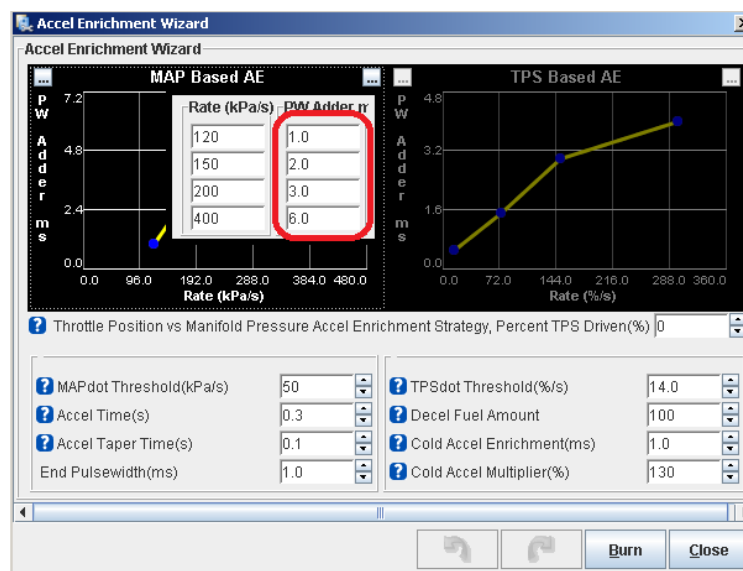 Accel Enrichment Wizard
Accel Enrichment Wizard
... MAP Based AE ...
PW Adder ms
7.2
4.8
2.4
0.0
0.0 96.0 192.0 288.0 384.0 480.0
Rate (kPa/s)
Rate (kPa/s) PW Adder m
120 1.0
150 2.0
200 3.0
400 6.0
... TPS Based AE ...
PW Adder ms
4.8
3.2
1.6
0.0
0.0 72.0 144.0 216.0 288.0 360.0
Rate (%/s)
? Throttle Position vs Manifold Pressure Accel Enrichment Strategy, Percent TPS Driven(%) 0
? MAPdot Threshold(kPa/s) 50
? Accel Time(s) 0.3
? Accel Taper Time(s) 0.1
End Pulsewidth(ms) 1.0
? TPSdot Threshold(%/s) 14.0
? Decel Fuel Amount 100
? Cold Accel Enrichment(ms) 1.0
? Cold Accel Multiplier(%) 130
Burn Close